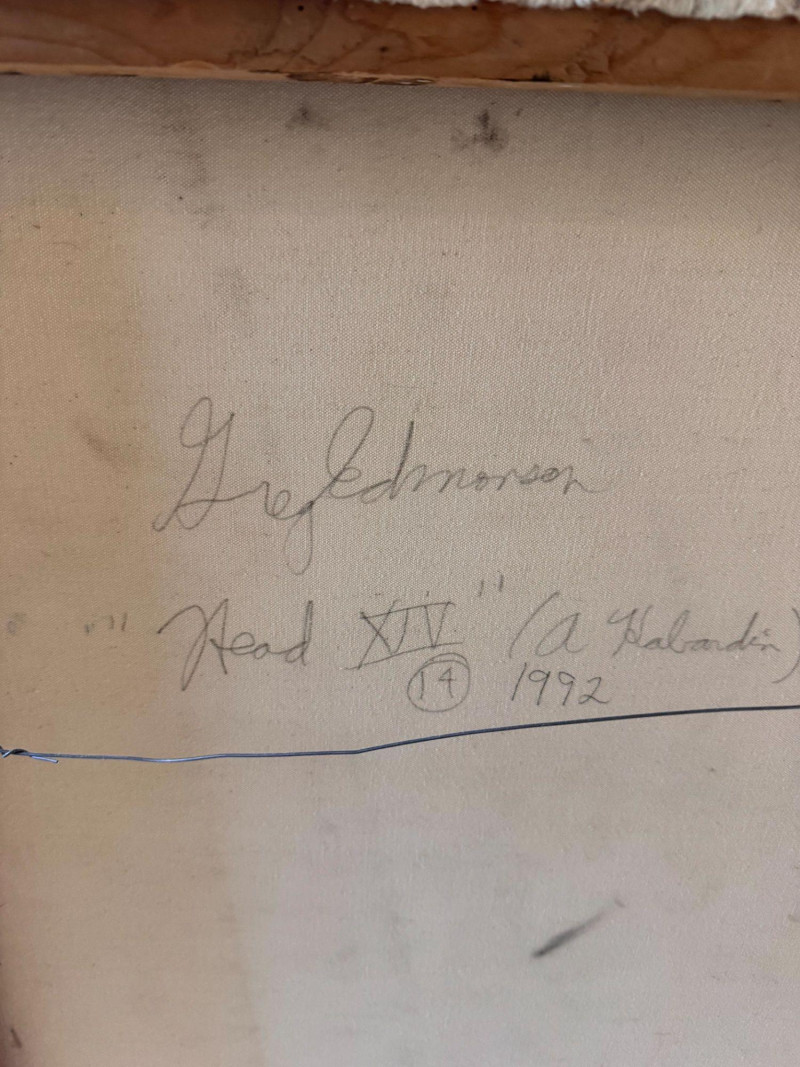 Greg Edmonson
"Head XIV" (A Habardin)
14 1992